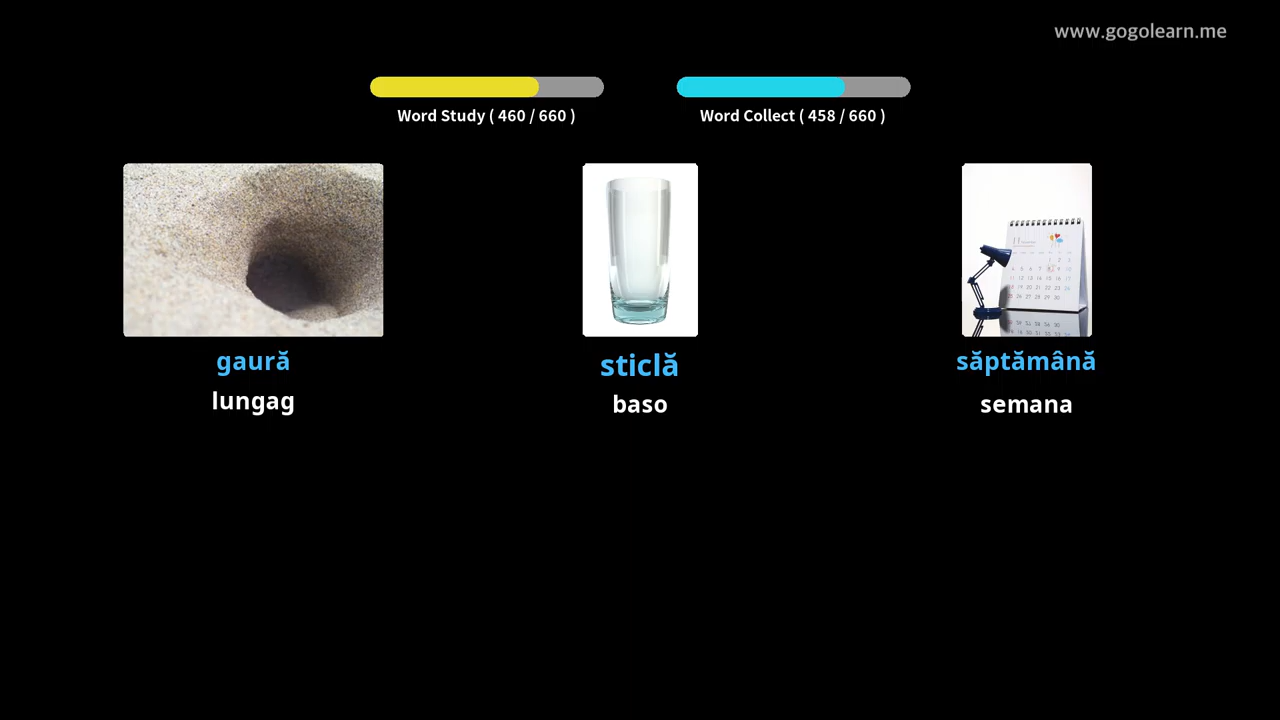 www.gogolearn.me
Word Study ( 460 / 660 )
Word Collect ( 458 / 660 )
gaură
sticlă
săptămână
lungag
baso
semana